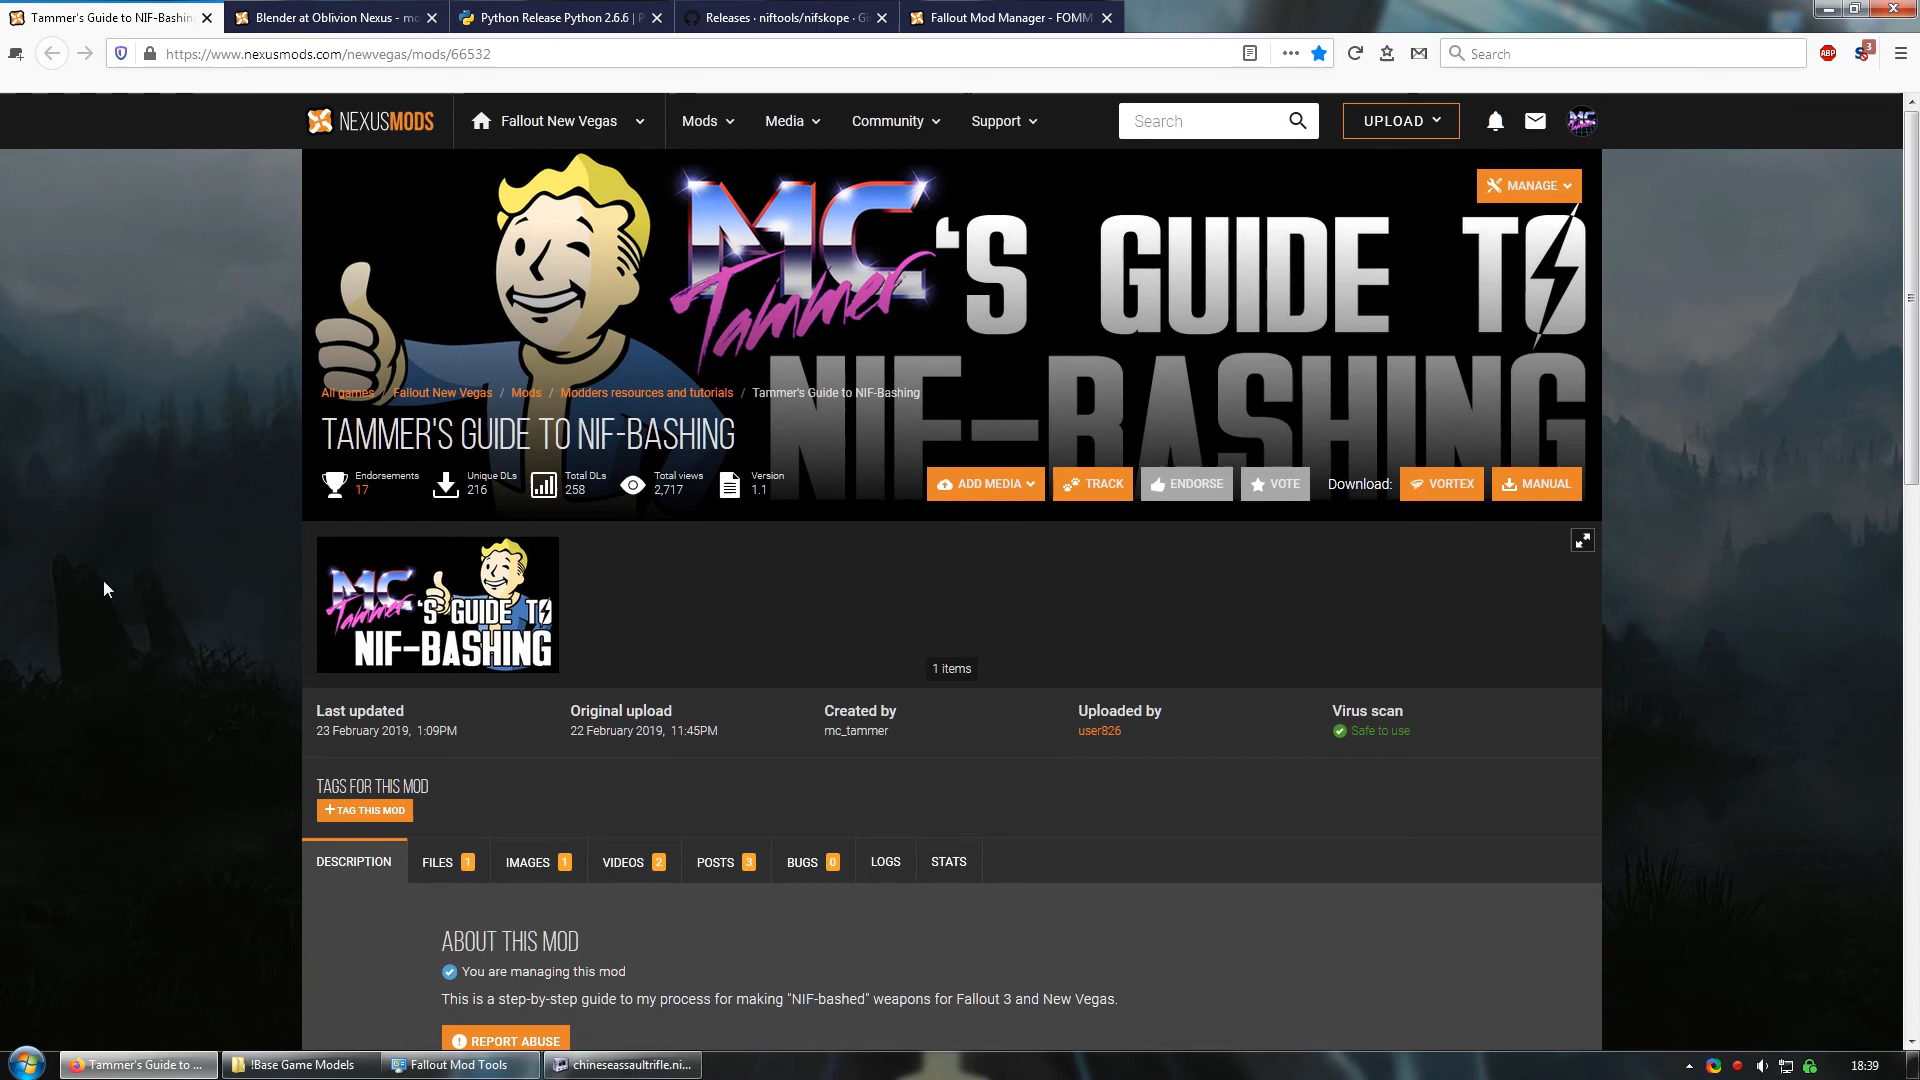 Tammer's Guide to NIF-Bashing
Blender at Oblivion Nexus - mo
Python Release Python 2.6.6 | P
Releases · niftools/nifskope · Git
Fallout Mod Manager - FOMM
https://www.nexusmods.com/newvegas/mods/66532
Search
ABP
3
NEXUSMODS
Fallout New Vegas
Mods
Media
Community
Support
Search
UPLOAD
MANAGE
MC Tammer'S GUIDE TO
NIF-BASHING
All games / Fallout New Vegas / Mods / Modders resources and tutorials / Tammer's Guide to NIF-Bashing
TAMMER'S GUIDE TO NIF-BASHING
Endorsements
17
Unique DLs
216
Total DLs
258
Total views
2,717
Version
1.1
ADD MEDIA
TRACK
ENDORSE
VOTE
Download:
VORTEX
MANUAL
MC Tammer'S GUIDE TO
NIF-BASHING
1 items
Last updated
23 February 2019, 1:09PM
Original upload
22 February 2019, 11:45PM
Created by
mc_tammer
Uploaded by
user826
Virus scan
Safe to use
TAGS FOR THIS MOD
+ TAG THIS MOD
DESCRIPTION
FILES 1
IMAGES 1
VIDEOS 2
POSTS 3
BUGS 0
LOGS
STATS
ABOUT THIS MOD
You are managing this mod
This is a step-by-step guide to my process for making "NIF-bashed" weapons for Fallout 3 and New Vegas.
REPORT ABUSE
Tammer's Guide to ...
!Base Game Models
Fallout Mod Tools
chineseassaultrifle.ni...
18:39